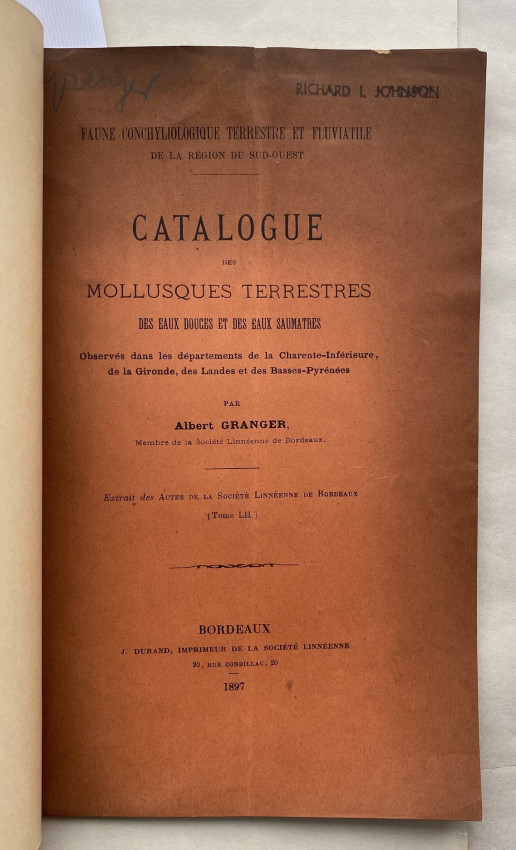 Granger
RICHARD I. JOHNSON
FAUNE CONCHYLIOLOGIQUE TERRESTRE ET FLUVIATILE
DE LA RÉGION DU SUD-OUEST
CATALOGUE
DES
MOLLUSQUES TERRESTRES
DES EAUX DOUCES ET DES EAUX SAUMATRES
Observés dans les départements de la Charente-Inférieure,
de la Gironde, des Landes et des Basses-Pyrénées
PAR
Albert GRANGER,
Membre de la Société Linnéenne de Bordeaux.
Extrait des ACTES DE LA SOCIÉTÉ LINNÉENNE DE BORDEAUX
(Tome LII.)
BORDEAUX
J. DURAND, IMPRIMEUR DE LA SOCIÉTÉ LINNÉENNE
20, RUE CONDILLAC, 20
1897